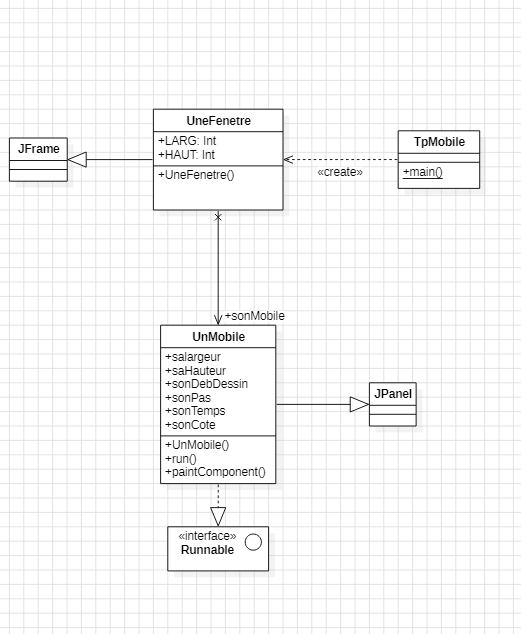 UneFenetre
+LARG: Int
+HAUT: Int
+UneFenetre()
JFrame
TpMobile
+main()
«create»
+sonMobile
UnMobile
+salargeur
+saHauteur
+sonDebDessin
+sonPas
+sonTemps
+sonCote
+UnMobile()
+run()
+paintComponent()
JPanel
«interface»
Runnable